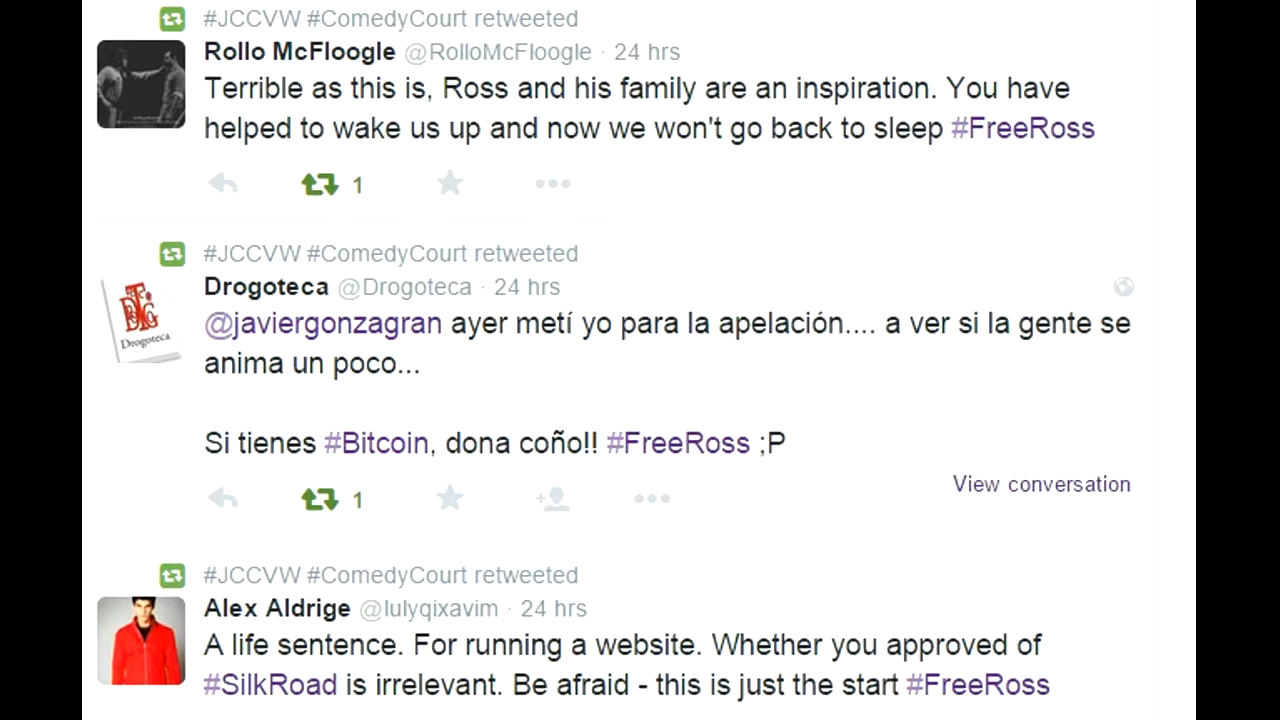 #JCCVW #ComedyCourt retweeted
Rollo McFloogle @RolloMcFloogle · 24 hrs
Terrible as this is, Ross and his family are an inspiration. You have
helped to wake us up and now we won't go back to sleep #FreeRoss
1
#JCCVW #ComedyCourt retweeted
Drogoteca @Drogoteca · 24 hrs
Drogoteca
@javiergonzagran ayer metí yo para la apelación.... a ver si la gente se
anima un poco...
Si tienes #Bitcoin, dona coño!! #FreeRoss ;P
View conversation
1
#JCCVW #ComedyCourt retweeted
Alex Aldrige @lulyqixavim · 24 hrs
A life sentence. For running a website. Whether you approved of
#SilkRoad is irrelevant. Be afraid - this is just the start #FreeRoss